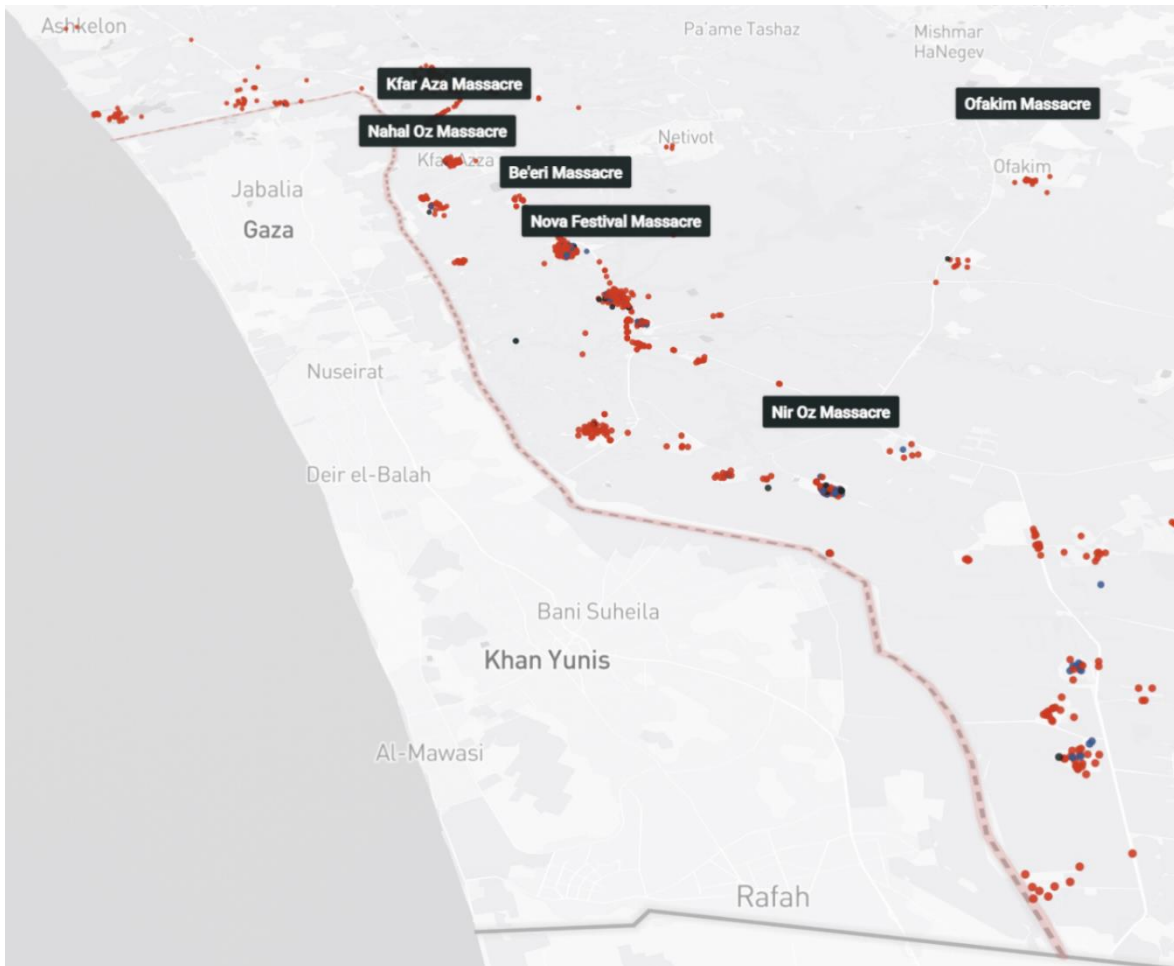 Ashkelon
Pa'ame Tashaz
Mishmar
HaNegev
Kfar Aza Massacre
Ofakim Massacre
Nahal Oz Massacre
Netivot
Kfar Azza
Be'eri Massacre
Ofakim
Jabalia
Nova Festival Massacre
Gaza
Nuseirat
Nir Oz Massacre
Deir el-Balah
Bani Suheila
Khan Yunis
Al-Mawasi
Rafah